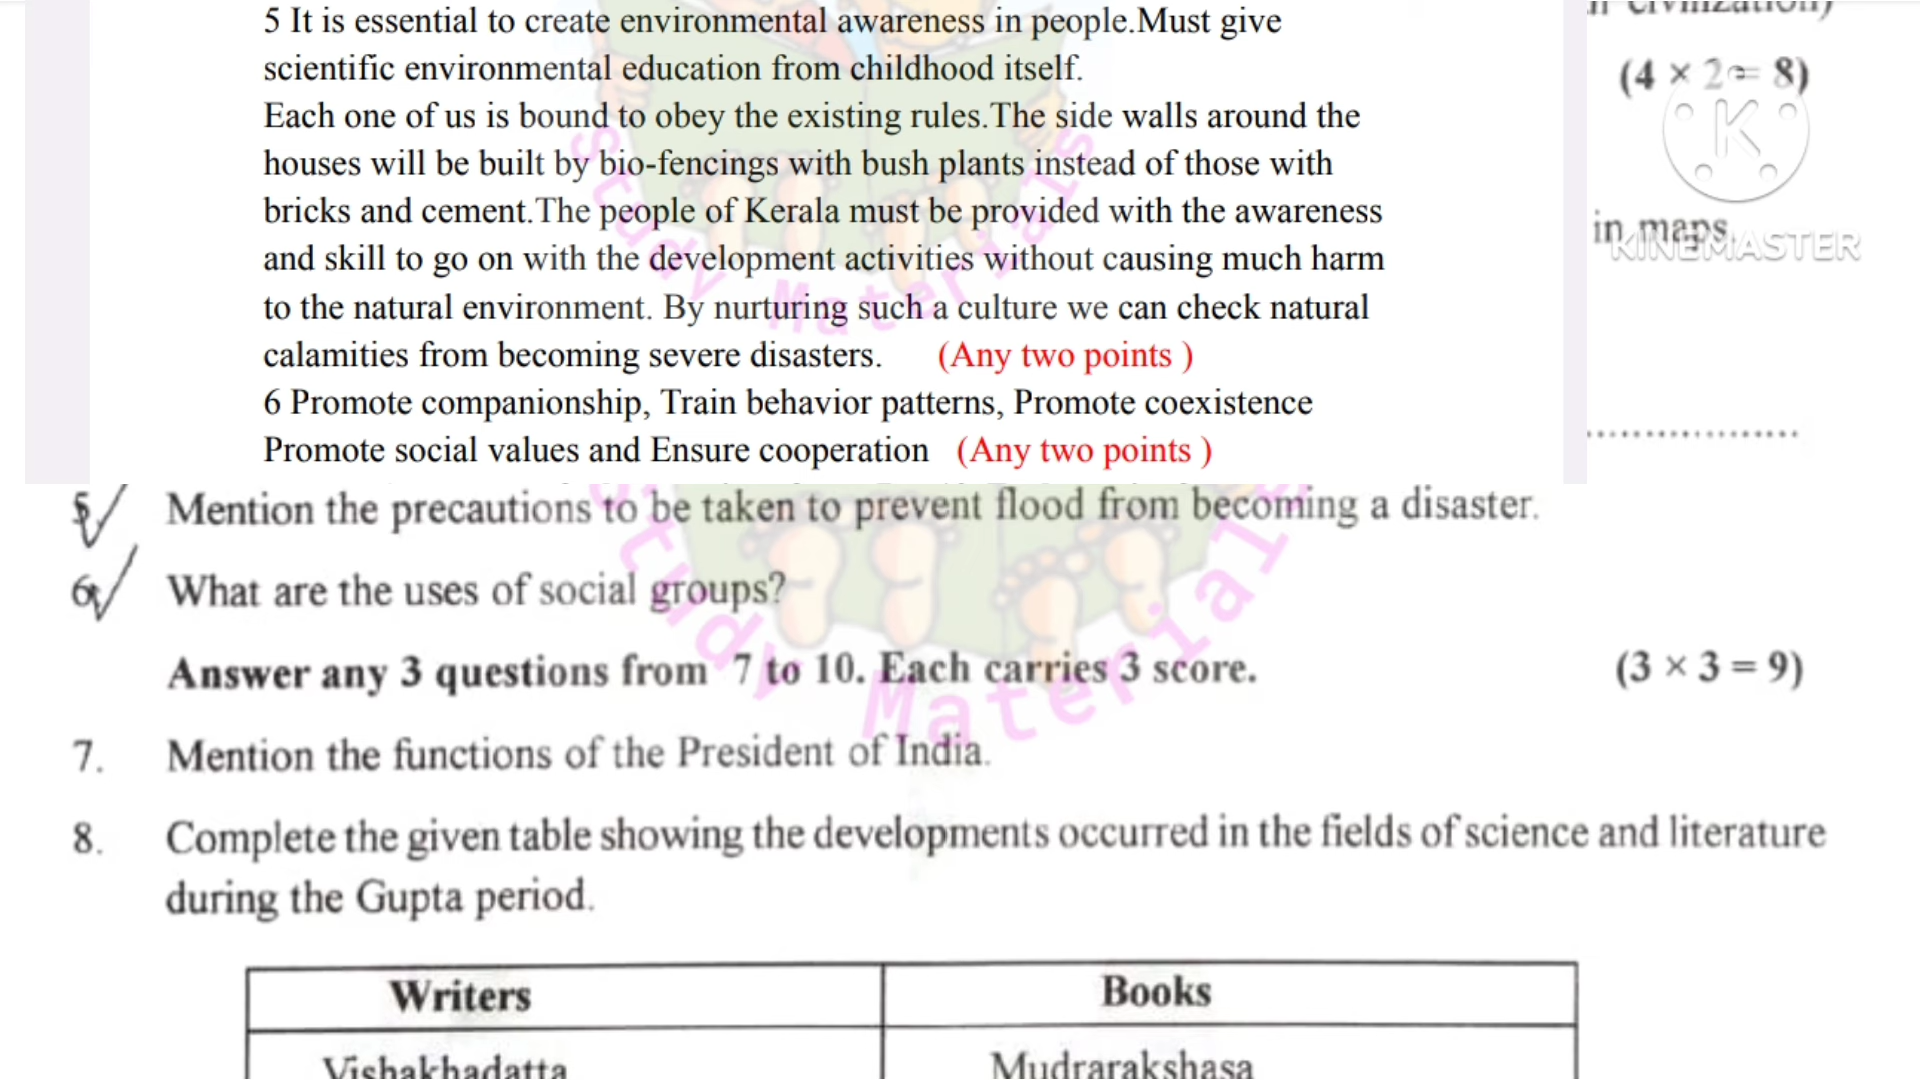 5 It is essential to create environmental awareness in people.Must give
scientific environmental education from childhood itself.
Each one of us is bound to obey the existing rules.The side walls around the
houses will be built by bio-fencings with bush plants instead of those with
bricks and cement.The people of Kerala must be provided with the awareness
and skill to go on with the development activities without causing much harm
to the natural environment. By nurturing such a culture we can check natural
calamities from becoming severe disasters. (Any two points )
6 Promote companionship, Train behavior patterns, Promote coexistence
Promote social values and Ensure cooperation (Any two points )
civilization)
(4 × 2 = 8)
K
in maps
KINEMASTER
..................
Study Materials
5. Mention the precautions to be taken to prevent flood from becoming a disaster.
6. What are the uses of social groups?
Answer any 3 questions from 7 to 10. Each carries 3 score. (3 × 3 = 9)
7. Mention the functions of the President of India.
8. Complete the given table showing the developments occurred in the fields of science and literature
during the Gupta period.
Study Materials
Writers Books
Vishakhadatta Mudrarakshasa